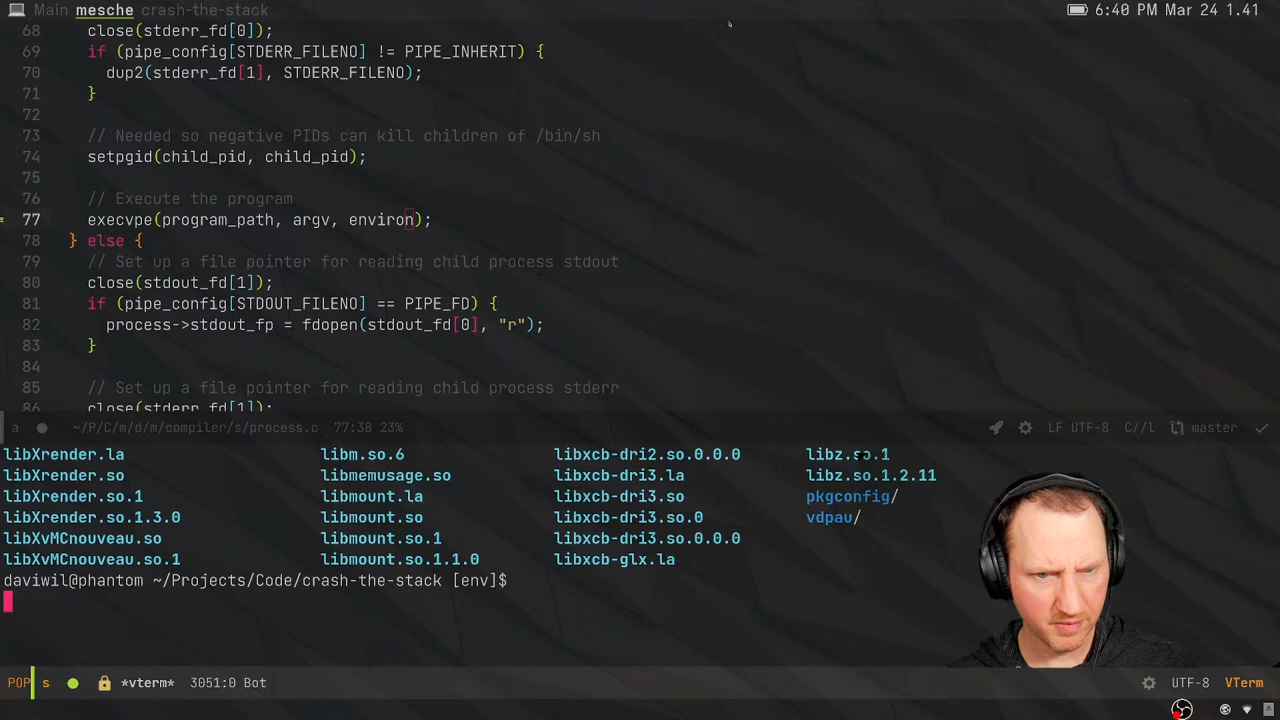 Main mesche crash-the-stack 6:40 PM Mar 24 1.41
68 close(stderr_fd[0]);
69 if (pipe_config[STDERR_FILENO] != PIPE_INHERIT) {
70 dup2(stderr_fd[1], STDERR_FILENO);
71 }
72
73 // Needed so negative PIDs can kill children of /bin/sh
74 setpgid(child_pid, child_pid);
75
76 // Execute the program
77 execvpe(program_path, argv, environ);
78 } else {
79 // Set up a file pointer for reading child process stdout
80 close(stdout_fd[1]);
81 if (pipe_config[STDOUT_FILENO] == PIPE_FD) {
82 process->stdout_fp = fdopen(stdout_fd[0], "r");
83 }
84
85 // Set up a file pointer for reading child process stderr
86 close(stderr_fd[1]);
a ~/P/C/m/d/m/compiler/s/process.c 77:38 23% LF UTF-8 C//l master
libXrender.la libm.so.6 libxcb-dri2.so.0.0.0 libz.so.1
libXrender.so libmemusage.so libxcb-dri3.la libz.so.1.2.11
libXrender.so.1 libmount.la libxcb-dri3.so pkgconfig/
libXrender.so.1.3.0 libmount.so libxcb-dri3.so.0 vdpau/
libXvMCnouveau.so libmount.so.1 libxcb-dri3.so.0.0.0
libXvMCnouveau.so.1 libmount.so.1.1.0 libxcb-glx.la
daviwil@phantom ~/Projects/Code/crash-the-stack [env]$
POP s *vterm* 3051:0 Bot UTF-8 VTerm